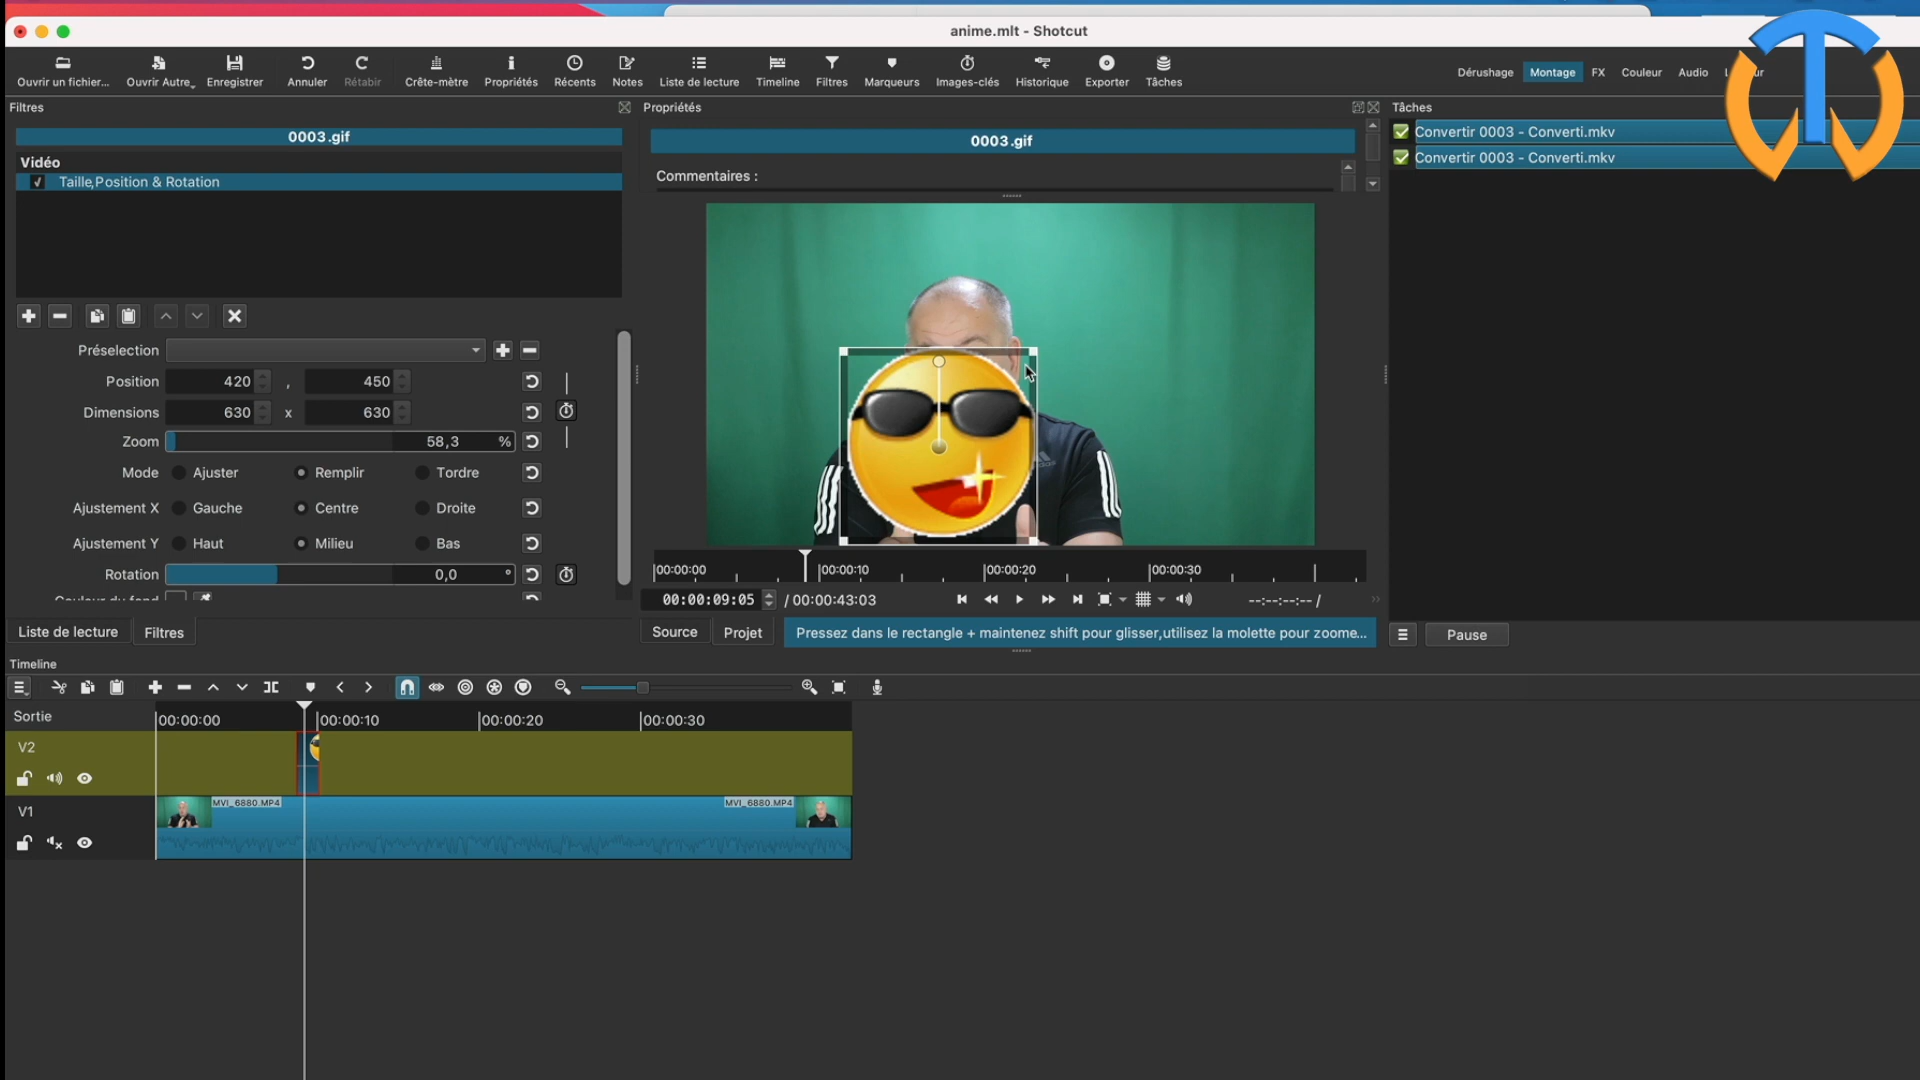 anime.mlt - Shotcut
Ouvrir un fichier... Ouvrir Autre... Enregistrer Annuler Rétabir Crête-mètre Propriétés Récents Notes Liste de lecture Timeline Filtres Marqueurs Images-clés Historique Exporter Tâches
Dérushage Montage FX Couleur Audio
Filtres
0003.gif
Vidéo
Taille,Position & Rotation
Préselection
Position 420 , 450
Dimensions 630 x 630
Zoom 58,3 %
Mode Ajuster Remplir Tordre
Ajustement X Gauche Centre Droite
Ajustement Y Haut Milieu Bas
Rotation 0,0 °
Couleur du fond
Liste de lecture Filtres
Propriétés
0003.gif
Commentaires :
00:00:00 00:00:10 00:00:20 00:00:30
00:00:09:05 / 00:00:43:03 --:--:--:-- /
Source Projet Pressez dans le rectangle + maintenez shift pour glisser,utilisez la molette pour zoome...
Tâches
Convertir 0003 - Converti.mkv
Convertir 0003 - Converti.mkv
Pause
Timeline
Sortie
00:00:00 00:00:10 00:00:20 00:00:30
V2
V1
MVI_6880.MP4 MVI_6880.MP4